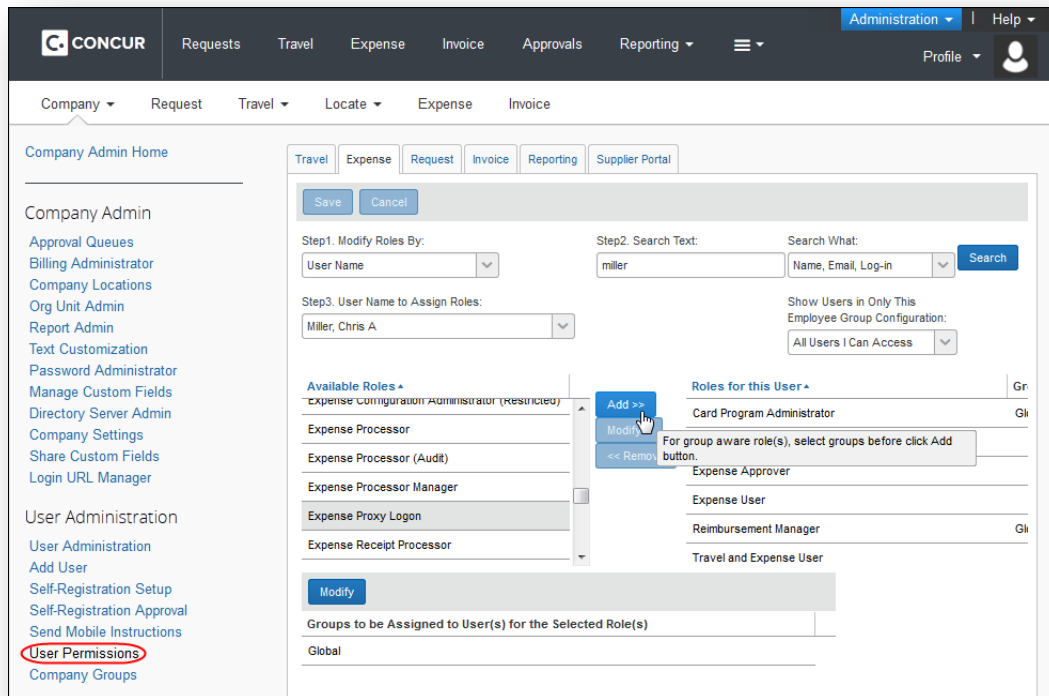 Administration | Help
C. CONCUR Requests Travel Expense Invoice Approvals Reporting
Profile
Company Request Travel Locate Expense Invoice
Company Admin Home
Company Admin
Approval Queues
Billing Administrator
Company Locations
Org Unit Admin
Report Admin
Text Customization
Password Administrator
Manage Custom Fields
Directory Server Admin
Company Settings
Share Custom Fields
Login URL Manager
User Administration
User Administration
Add User
Self-Registration Setup
Self-Registration Approval
Send Mobile Instructions
User Permissions
Company Groups
Travel Expense Request Invoice Reporting Supplier Portal
Save Cancel
Step1. Modify Roles By: Step2. Search Text: Search What:
User Name miller Name, Email, Log-in Search
Step3. User Name to Assign Roles: Show Users in Only This
Employee Group Configuration:
Miller, Chris A All Users I Can Access
Available Roles
Expense Configuration Administrator (Restricted)
Expense Processor
Expense Processor (Audit)
Expense Processor Manager
Expense Proxy Logon
Expense Receipt Processor
Add >>
Modify
<< Remov
For group aware role(s), select groups before click Add
button.
Roles for this User Gr
Card Program Administrator Gl
Expense Approver
Expense User
Reimbursement Manager Gl
Travel and Expense User
Modify
Groups to be Assigned to User(s) for the Selected Role(s)
Global